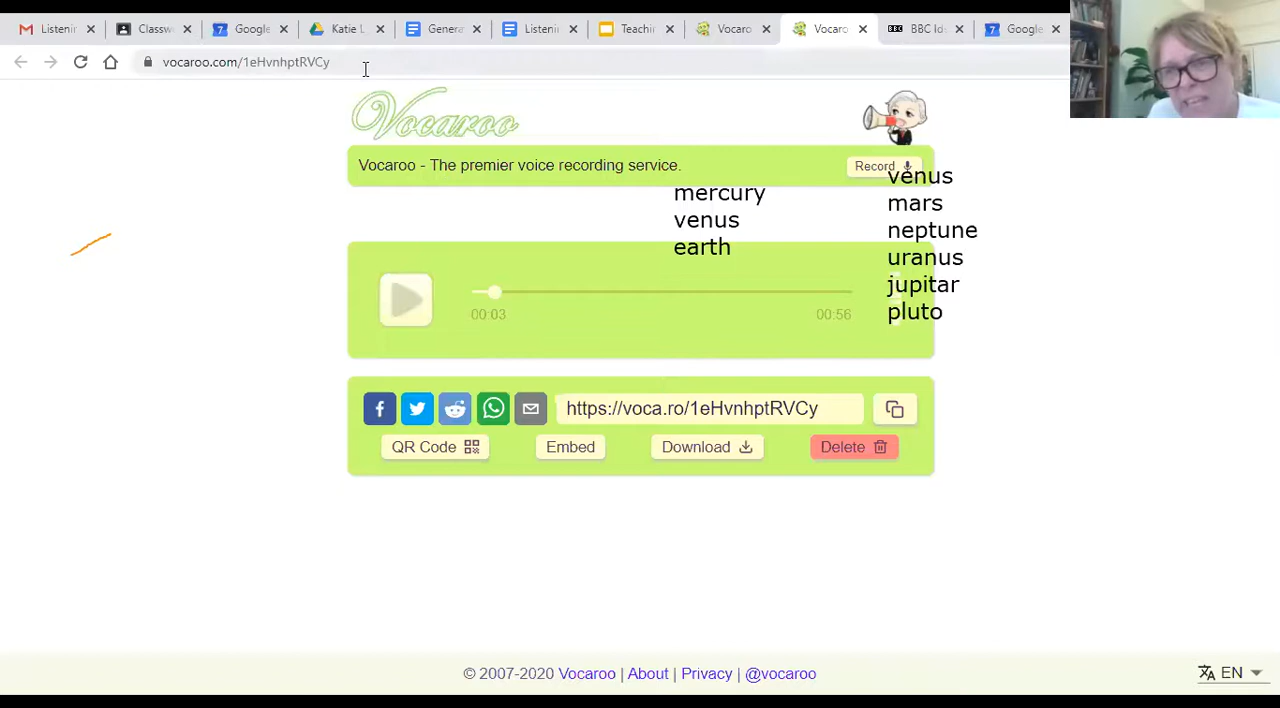 Listenin
Classw
Google
Katie L
Genera
Listenin
Teachin
Vocaro
Vocaro
BBC Id
Google
vocaroo.com/1eHvnhptRVCy
Vocaroo
Vocaroo - The premier voice recording service.
Record
mercury
venus
earth
venus
mars
neptune
uranus
jupitar
pluto
00:03
00:56
https://voca.ro/1eHvnhptRVCy
QR Code
Embed
Download
Delete
© 2007-2020 Vocaroo | About | Privacy | @vocaroo
EN